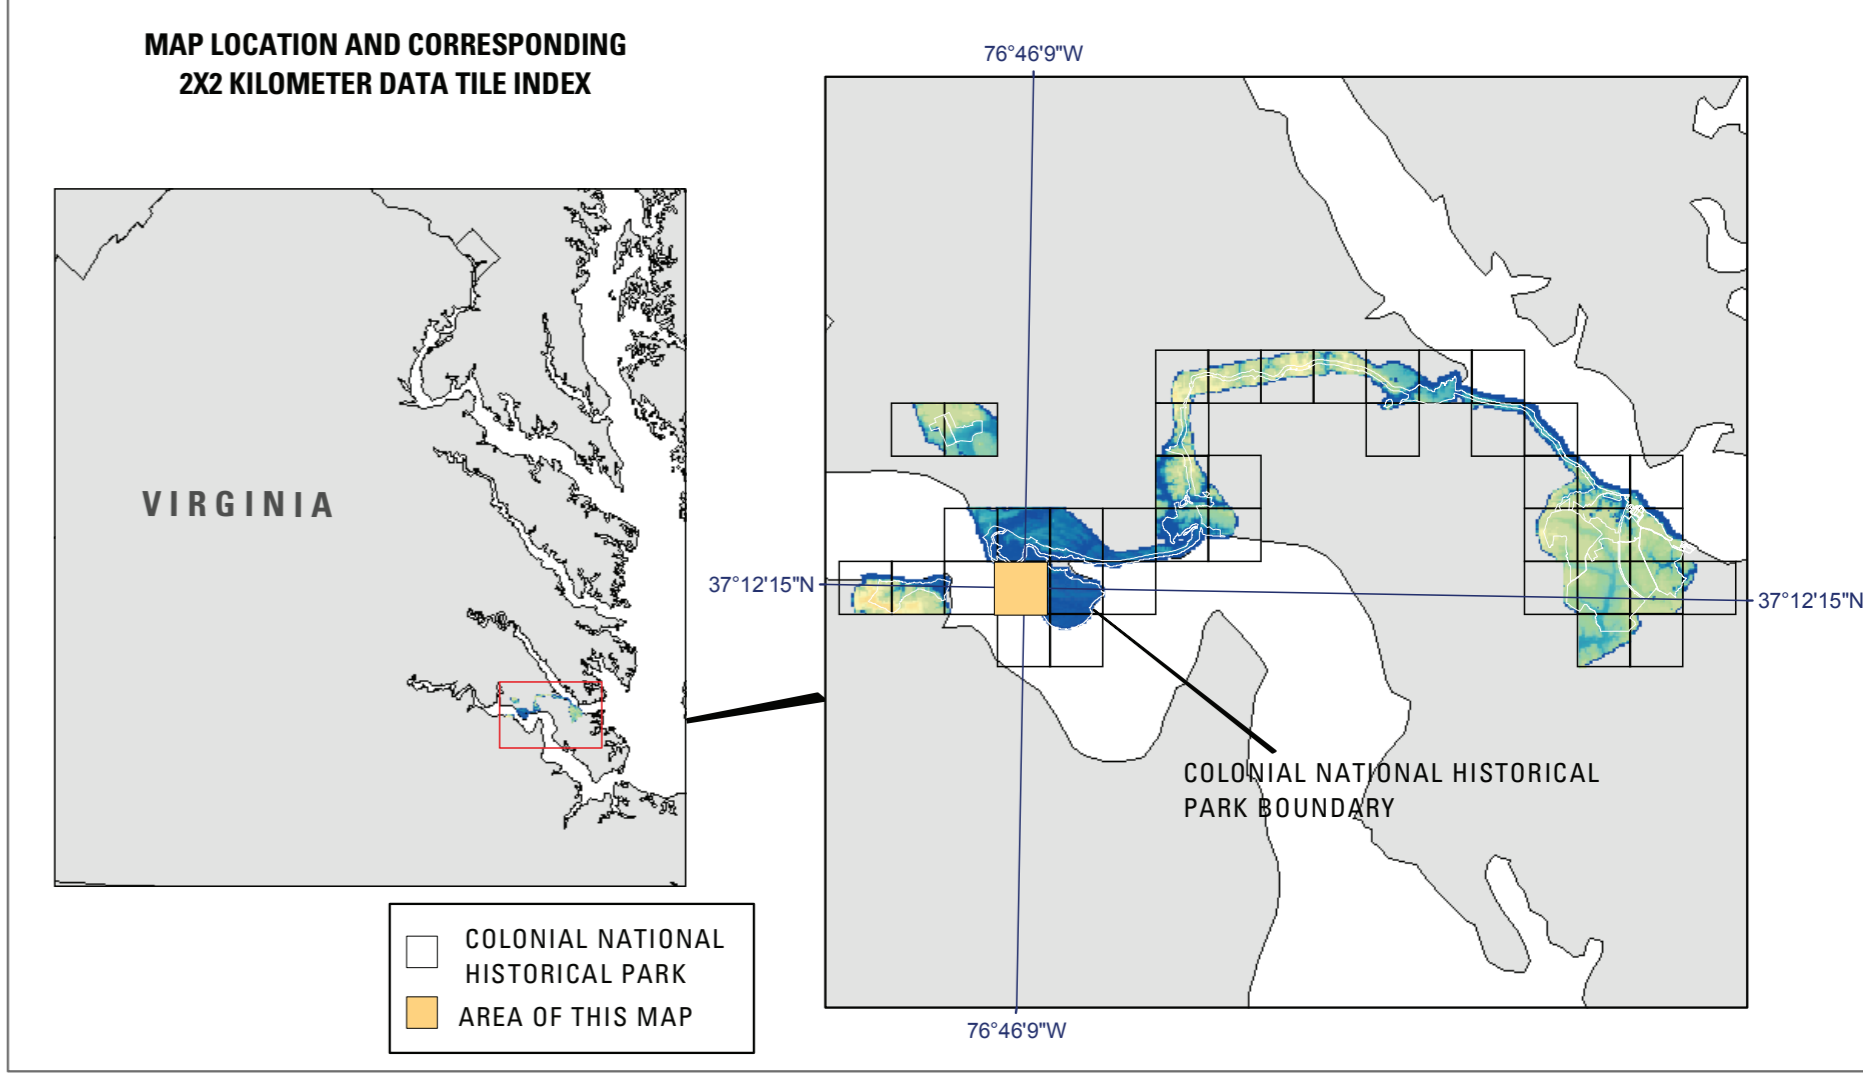 MAP LOCATION AND CORRESPONDING
2X2 KILOMETER DATA TILE INDEX
VIRGINIA
COLONIAL NATIONAL
HISTORICAL PARK
AREA OF THIS MAP
76°46'9"W
37°12'15"N
37°12'15"N
COLONIAL NATIONAL HISTORICAL
PARK BOUNDARY
76°46'9"W